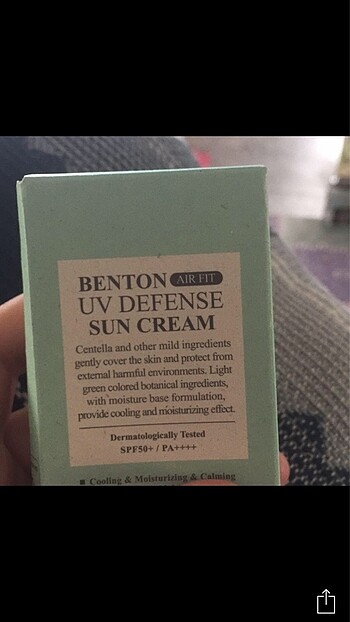 BENTON AIR FIT
UV DEFENSE
SUN CREAM
Centella and other mild ingredients
gently cover the skin and protect from
external harmful environments. Light
green colored botanical ingredients,
with moisture base formulation,
provide cooling and moisturizing effect.
Dermatologically Tested
SPF50+ / PA++++
■ Cooling & Moisturizing & Calming